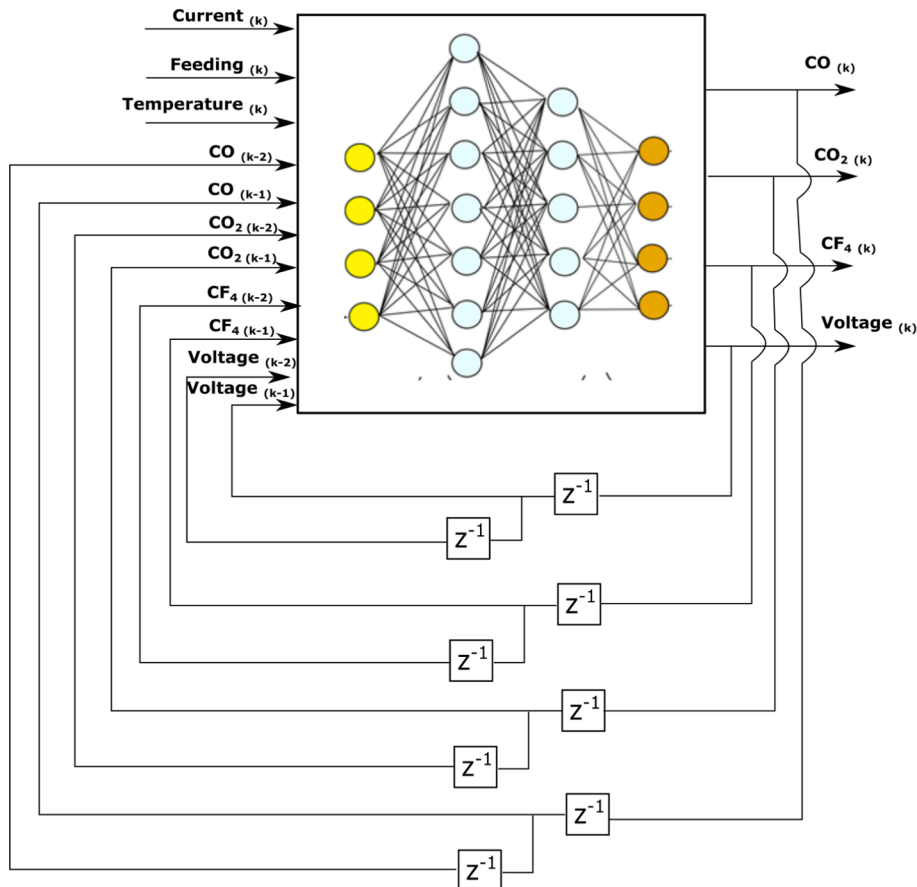 Current (k)
Feeding (k)
Temperature (k)
CO (k-2)
CO (k-1)
CO2 (k-2)
CO2 (k-1)
CF4 (k-2)
CF4 (k-1)
Voltage (k-2)
Voltage (k-1)
CO (k)
CO2 (k)
CF4 (k)
Voltage (k)
z-1
z-1
z-1
z-1
z-1
z-1
z-1
z-1